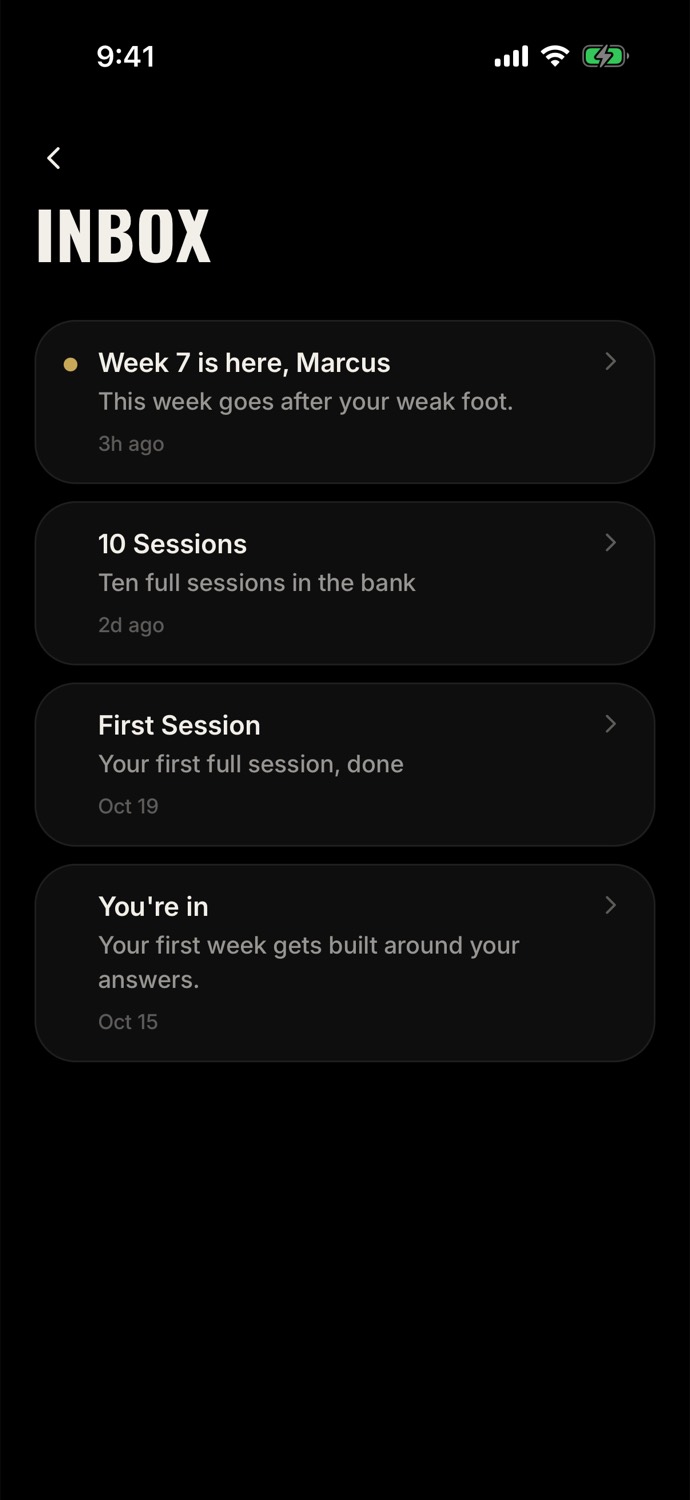 9:41
INBOX
Week 7 is here, Marcus
This week goes after your weak foot.
3h ago
10 Sessions
Ten full sessions in the bank
2d ago
First Session
Your first full session, done
Oct 19
You're in
Your first week gets built around your
answers.
Oct 15